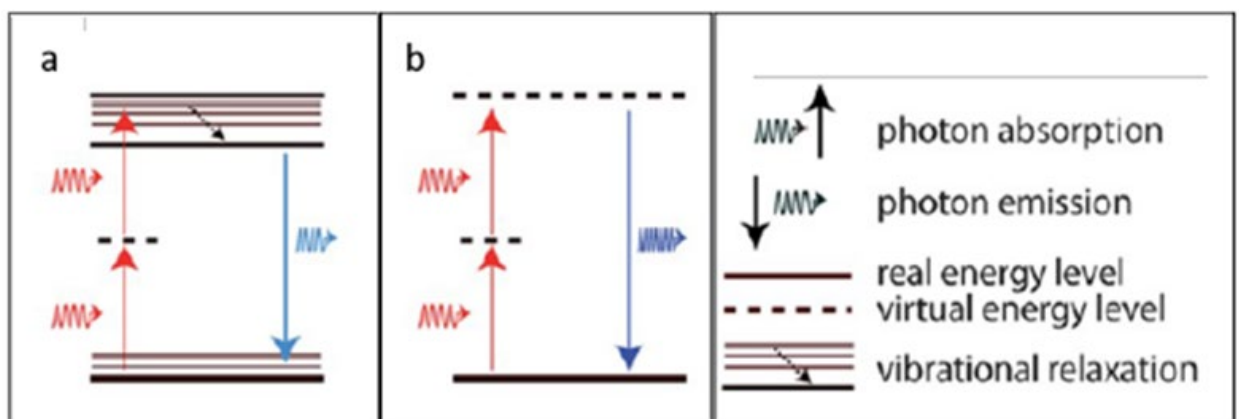 a
b
photon absorption
photon emission
real energy level
virtual energy level
vibrational relaxation